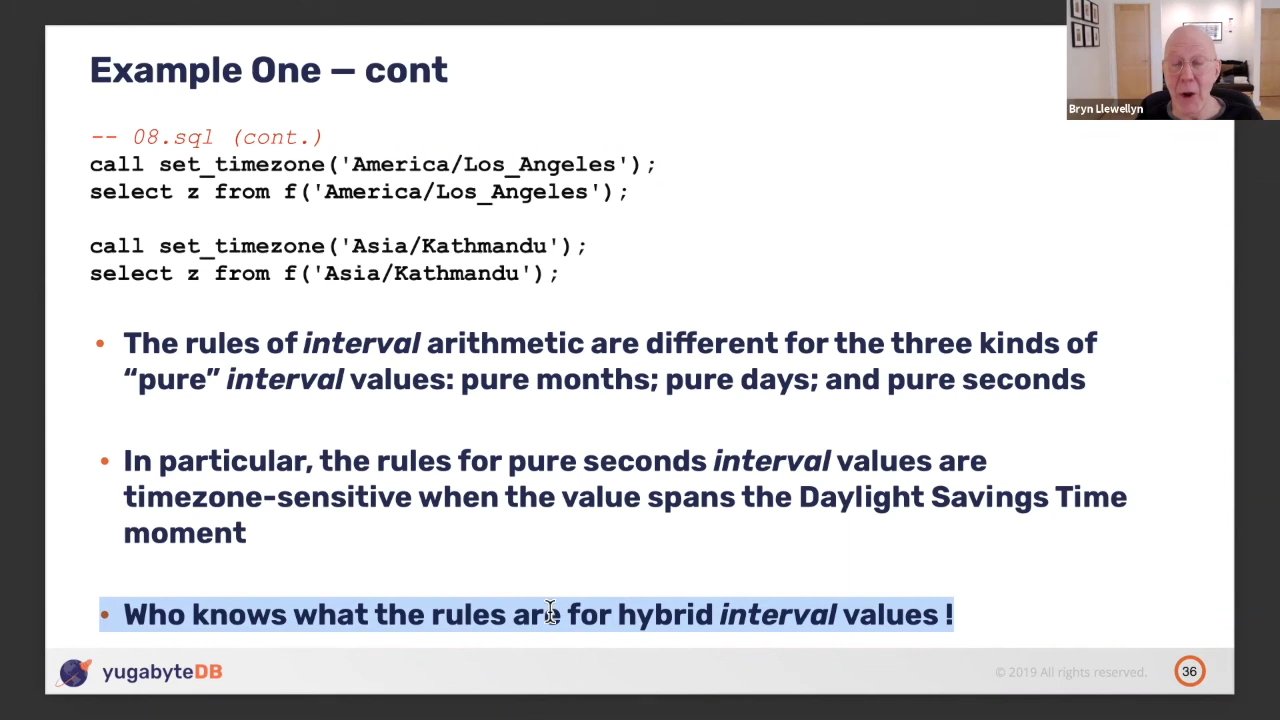 Example One – cont
Bryn Llewellyn
-- 08.sql (cont.)
call set_timezone('America/Los_Angeles');
select z from f('America/Los_Angeles');
call set_timezone('Asia/Kathmandu');
select z from f('Asia/Kathmandu');
• The rules of interval arithmetic are different for the three kinds of
“pure” interval values: pure months; pure days; and pure seconds
• In particular, the rules for pure seconds interval values are
timezone-sensitive when the value spans the Daylight Savings Time
moment
• Who knows what the rules are for hybrid interval values !
yugabyteDB
© 2019 All rights reserved.
36